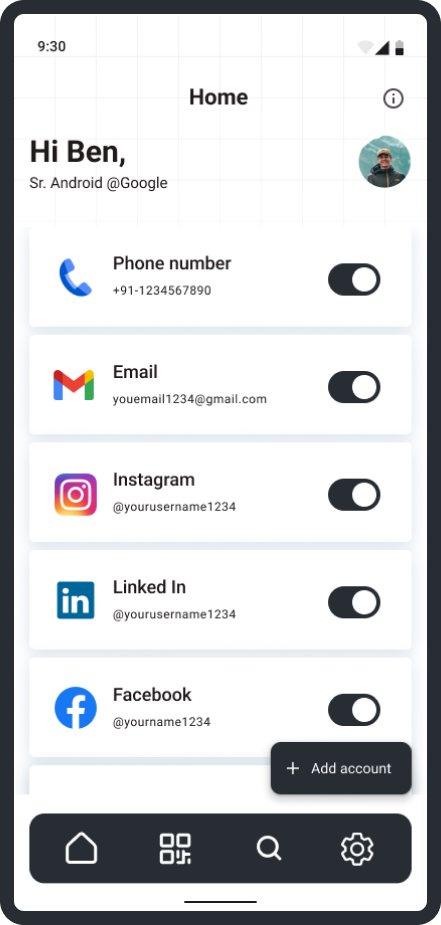 9:30
Home
Hi Ben,
Sr. Android @Google
Phone number
+91-1234567890
Email
youemail1234@gmail.com
Instagram
@yourusername1234
Linked In
in
@yourusername1234
Facebook
@yourname1234
+ Add account